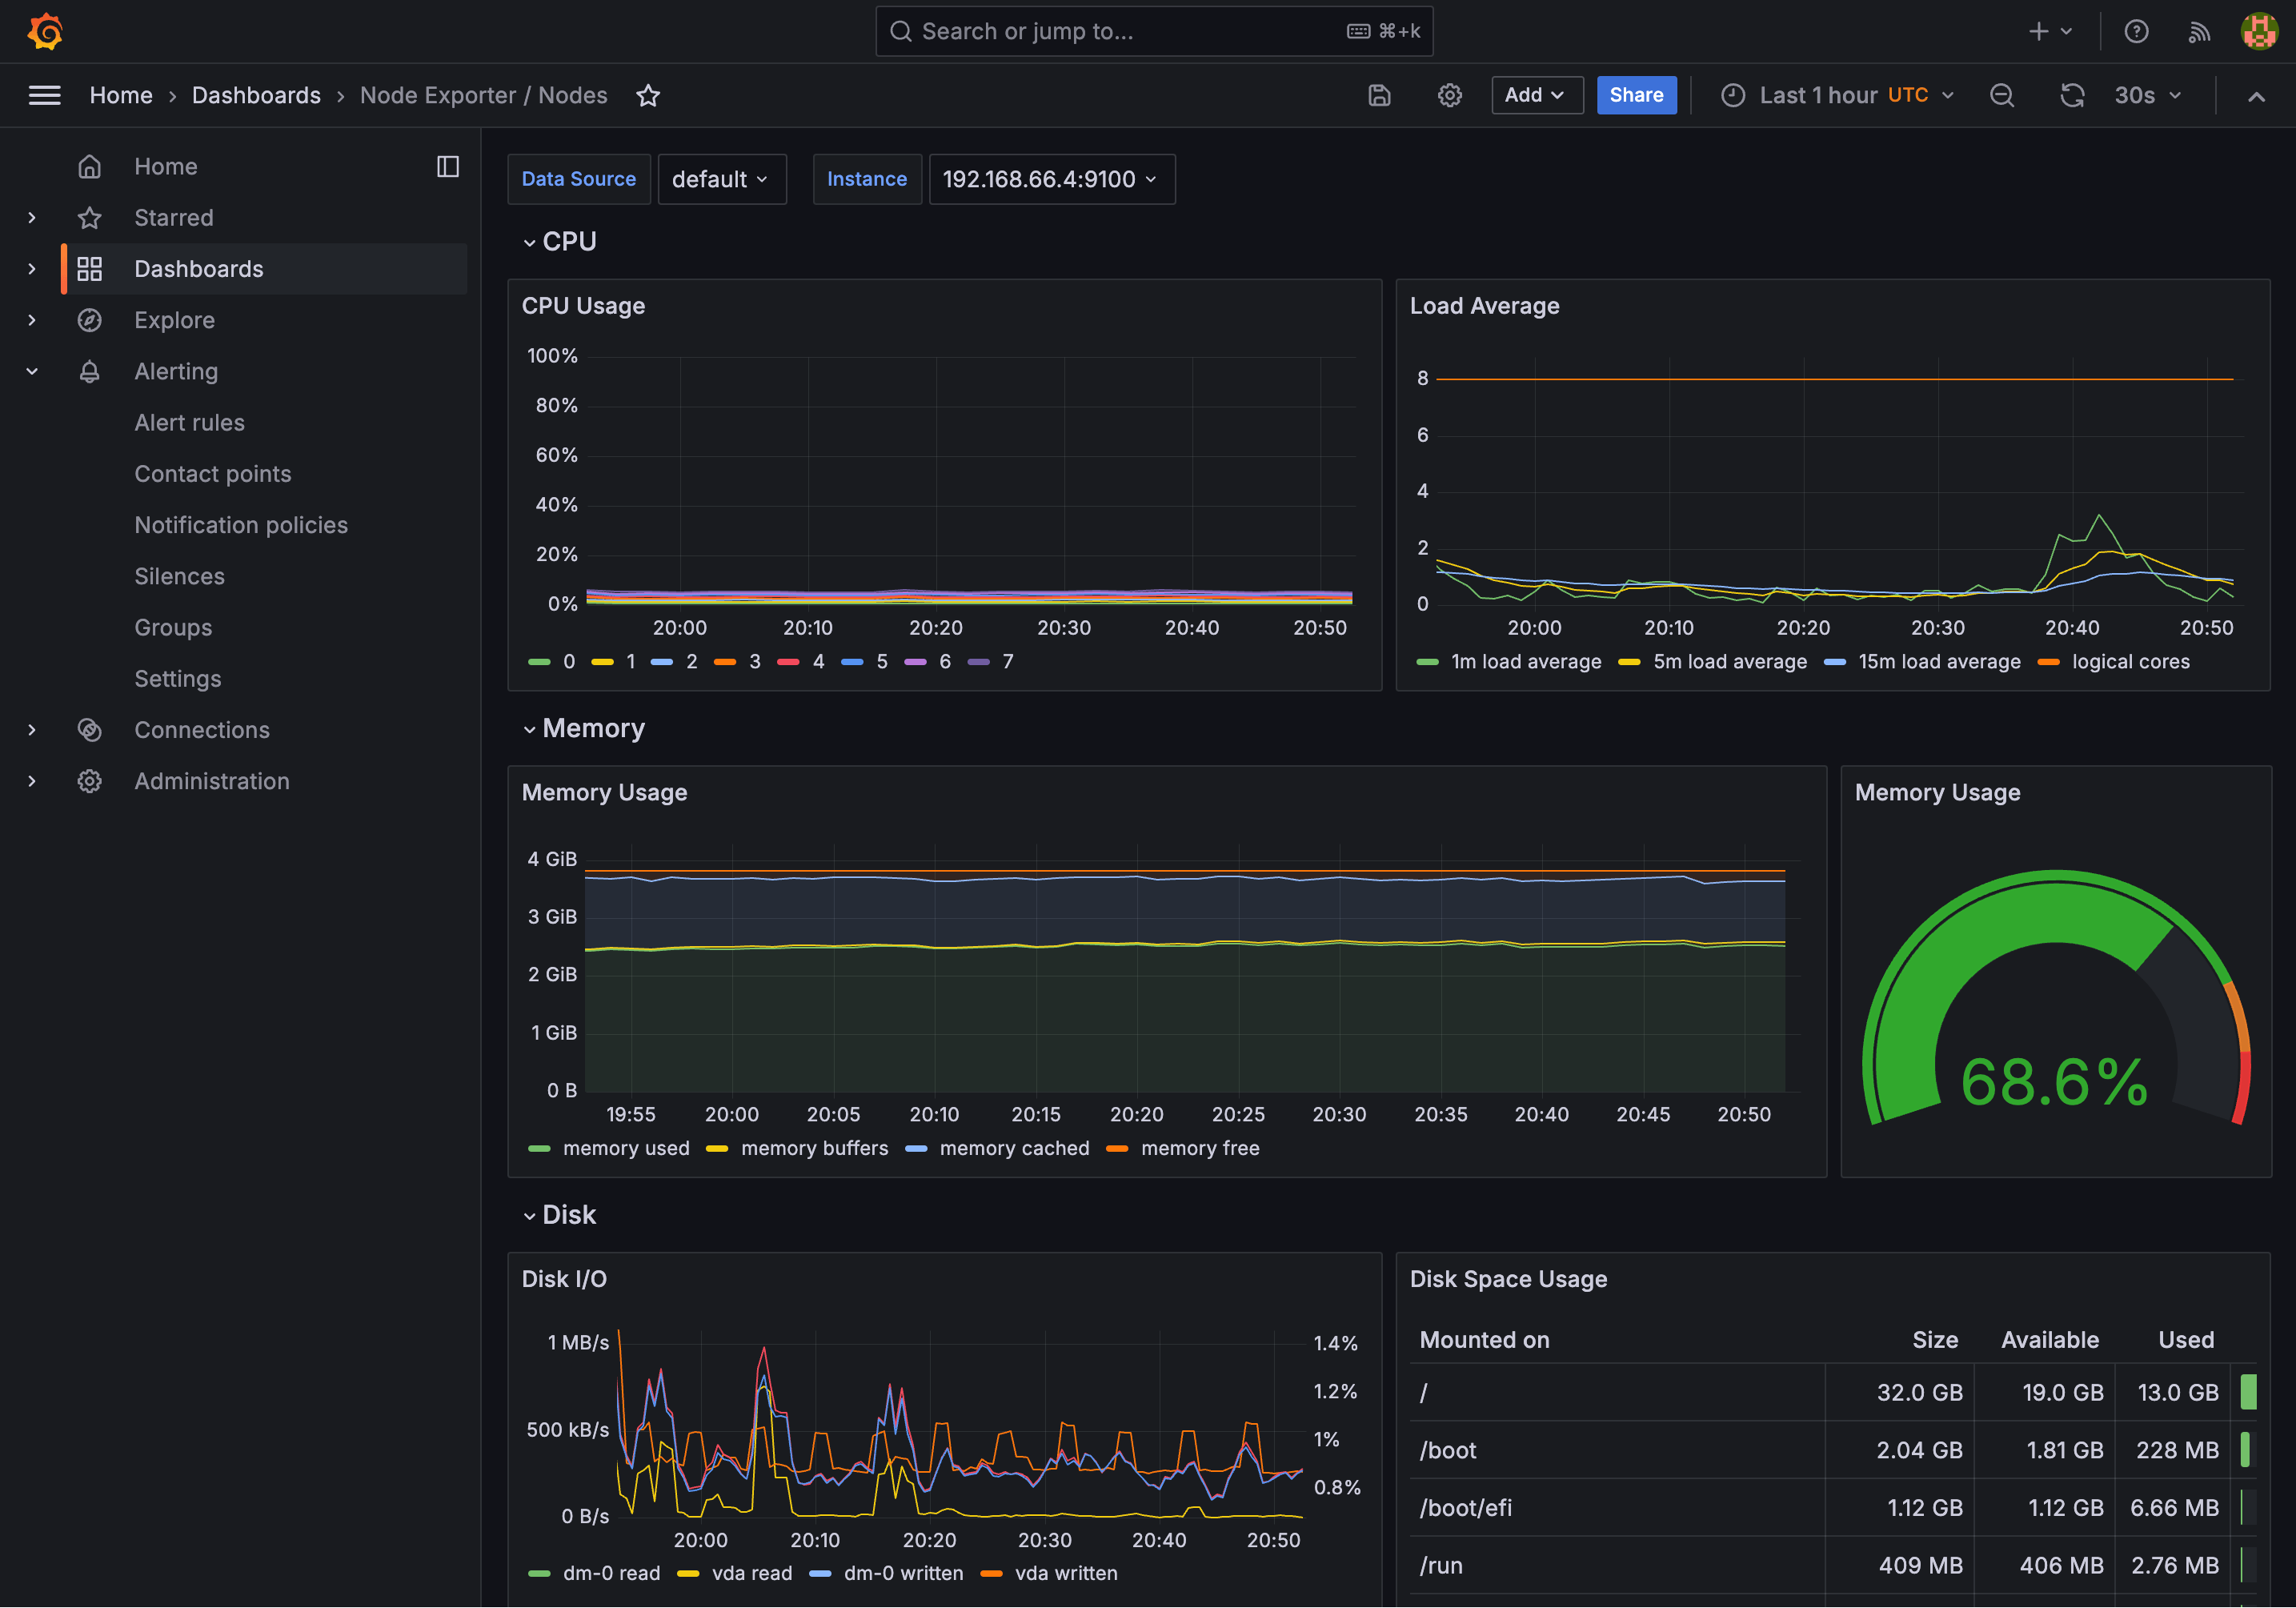 Search or jump to... ⌘+k
Home › Dashboards › Node Exporter / Nodes
Add Share Last 1 hour UTC 30s
Home
Starred
Dashboards
Explore
Alerting
Alert rules
Contact points
Notification policies
Silences
Groups
Settings
Connections
Administration
Data Source default Instance 192.168.66.4:9100
CPU
CPU Usage
100%
80%
60%
40%
20%
0%
20:00 20:10 20:20 20:30 20:40 20:50
0 1 2 3 4 5 6 7
Load Average
8
6
4
2
0
20:00 20:10 20:20 20:30 20:40 20:50
1m load average 5m load average 15m load average logical cores
Memory
Memory Usage
4 GiB
3 GiB
2 GiB
1 GiB
0 B
19:55 20:00 20:05 20:10 20:15 20:20 20:25 20:30 20:35 20:40 20:45 20:50
memory used memory buffers memory cached memory free
Memory Usage
68.6%
Disk
Disk I/O
1 MB/s
500 kB/s
0 B/s
1.4%
1.2%
1%
0.8%
20:00 20:10 20:20 20:30 20:40 20:50
dm-0 read vda read dm-0 written vda written
Disk Space Usage
Mounted on Size Available Used
/ 32.0 GB 19.0 GB 13.0 GB
/boot 2.04 GB 1.81 GB 228 MB
/boot/efi 1.12 GB 1.12 GB 6.66 MB
/run 409 MB 406 MB 2.76 MB